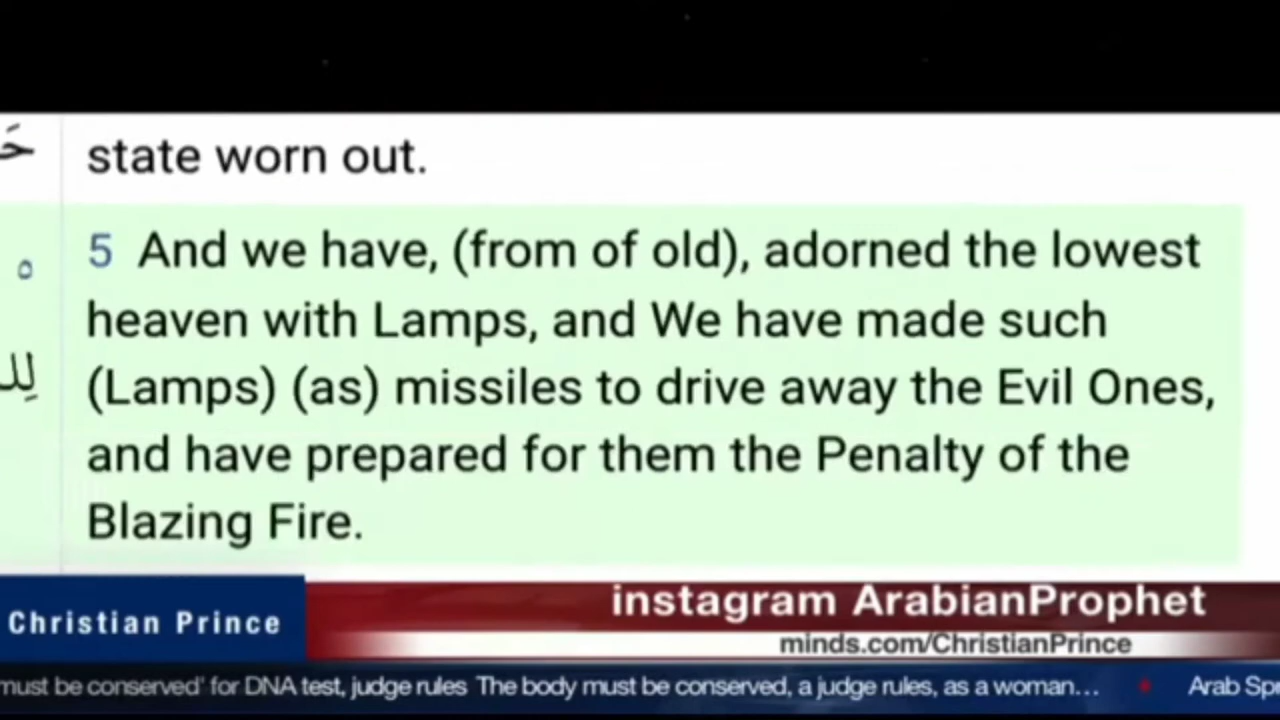 state worn out.
5 And we have, (from of old), adorned the lowest
heaven with Lamps, and We have made such
(Lamps) (as) missiles to drive away the Evil Ones,
and have prepared for them the Penalty of the
Blazing Fire.
Christian Prince
instagram ArabianProphet
minds.com/ChristianPrince
must be conserved' for DNA test, judge rules The body must be conserved, a judge rules, as a woman... Arab